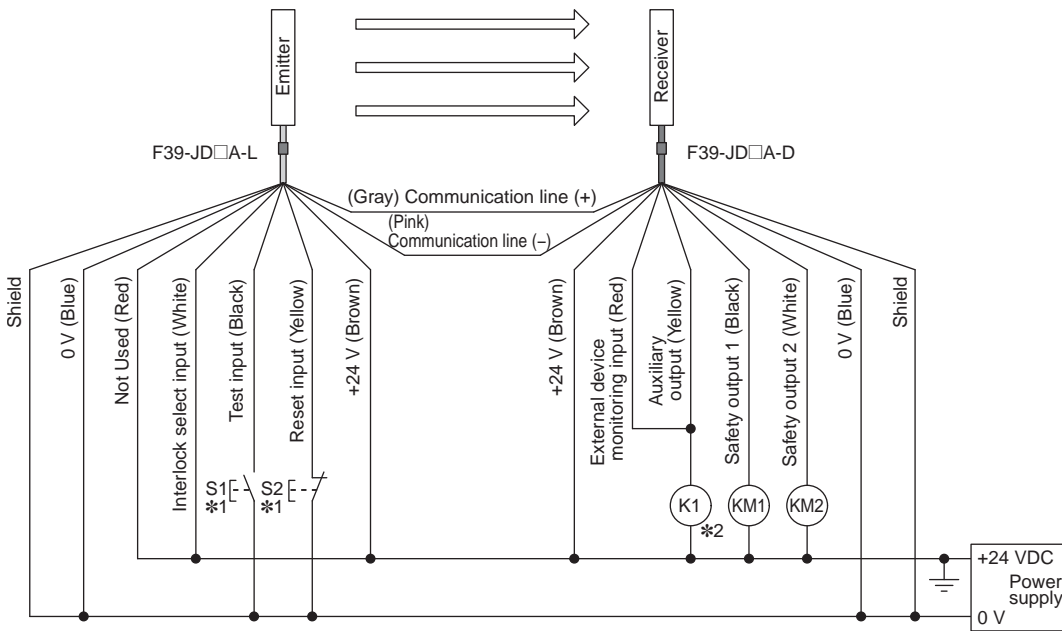 Emitter
Receiver
F39-JD□A-L
F39-JD□A-D
(Gray) Communication line (+)
(Pink)
Communication line (−)
Shield
0 V (Blue)
Not Used (Red)
Interlock select input (White)
Test input (Black)
Reset input (Yellow)
+24 V (Brown)
+24 V (Brown)
External device
monitoring input (Red)
Auxiliary
output (Yellow)
Safety output 1 (Black)
Safety output 2 (White)
0 V (Blue)
Shield
S1
✻1
S2
✻1
K1
✻2
KM1
KM2
+24 VDC
Power
supply
0 V